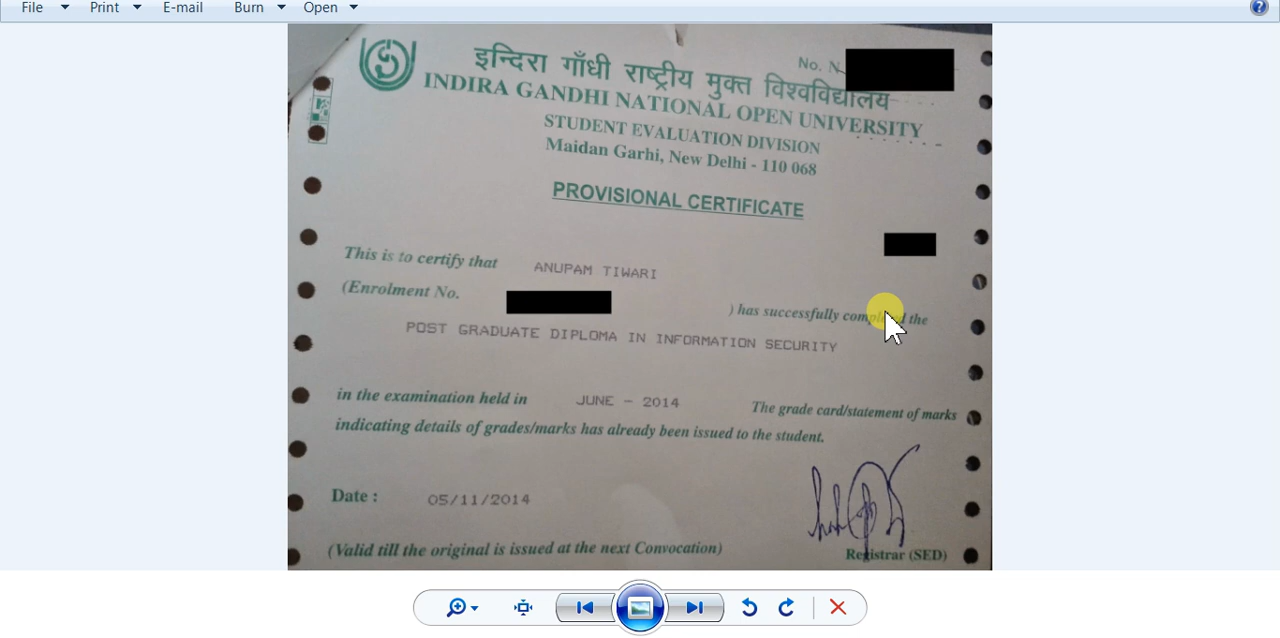 File Print E-mail Burn Open
No. N
इन्दिरा गाँधी राष्ट्रीय मुक्त विश्वविद्यालय
INDIRA GANDHI NATIONAL OPEN UNIVERSITY
STUDENT EVALUATION DIVISION
Maidan Garhi, New Delhi - 110 068
PROVISIONAL CERTIFICATE
This is to certify that ANUPAM TIWARI
(Enrolment No. ) has successfully completed the
POST GRADUATE DIPLOMA IN INFORMATION SECURITY
in the examination held in JUNE - 2014 The grade card/statement of marks
indicating details of grades/marks has already been issued to the student.
Date : 05/11/2014
(Valid till the original is issued at the next Convocation) Registrar (SED)